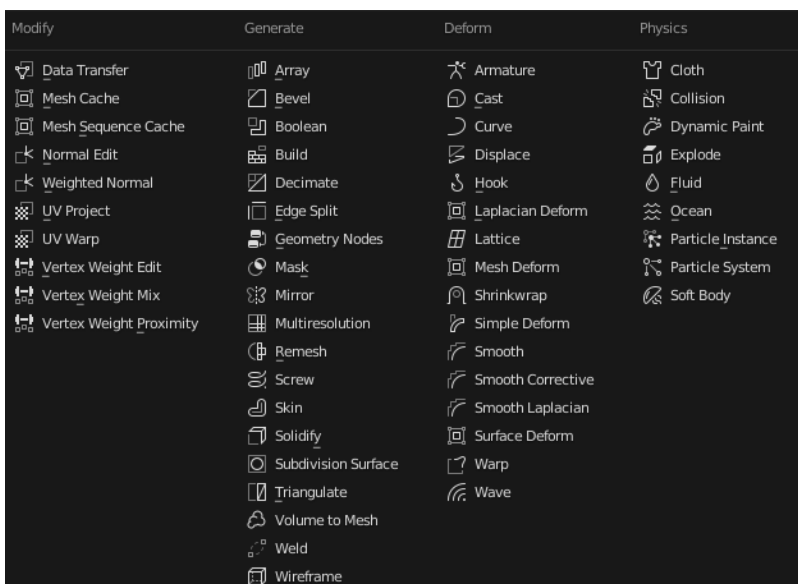 Modify
Data Transfer
Mesh Cache
Mesh Sequence Cache
Normal Edit
Weighted Normal
UV Project
UV Warp
Vertex Weight Edit
Vertex Weight Mix
Vertex Weight Proximity
Generate
Array
Bevel
Boolean
Build
Decimate
Edge Split
Geometry Nodes
Mask
Mirror
Multiresolution
Remesh
Screw
Skin
Solidify
Subdivision Surface
Triangulate
Volume to Mesh
Weld
Wireframe
Deform
Armature
Cast
Curve
Displace
Hook
Laplacian Deform
Lattice
Mesh Deform
Shrinkwrap
Simple Deform
Smooth
Smooth Corrective
Smooth Laplacian
Surface Deform
Warp
Wave
Physics
Cloth
Collision
Dynamic Paint
Explode
Fluid
Ocean
Particle Instance
Particle System
Soft Body